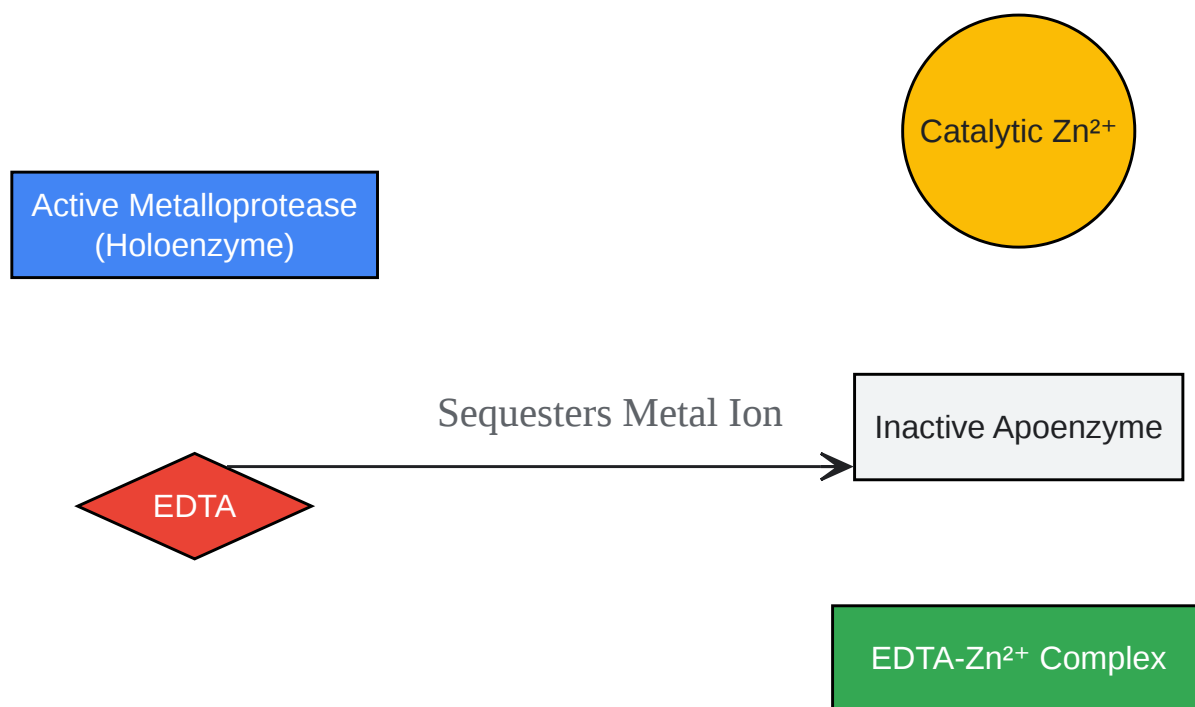 Catalytic Zn²⁺
Active Metalloprotease
(Holoenzyme)
Sequesters Metal Ion
Inactive Apoenzyme
EDTA
EDTA-Zn²⁺ Complex